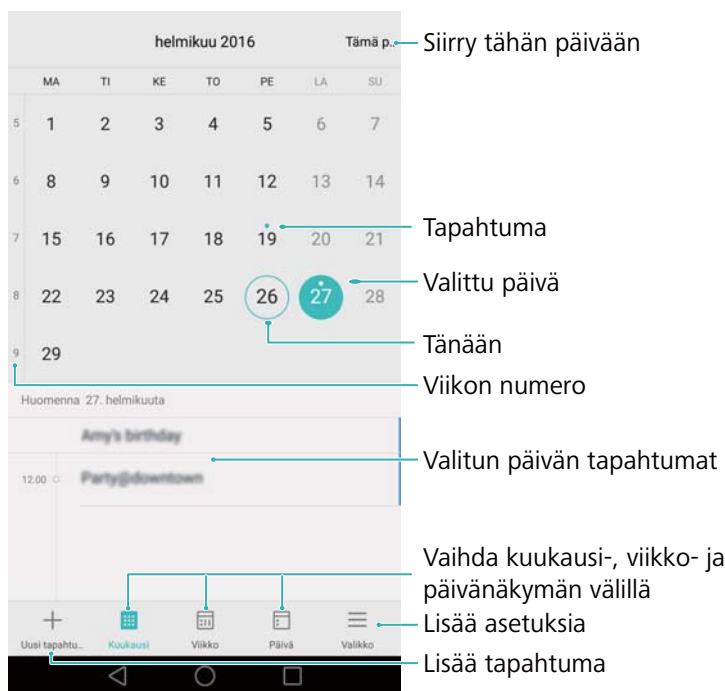 helmikuu 2016 Tämä p..
Siirry tähän päivään
MA TI KE TO PE LA SU
5 1 2 3 4 5 6 7
6 8 9 10 11 12 13 14
7 15 16 17 18 19 20 21
Tapahtuma
Valittu päivä
8 22 23 24 25 26 27 28
Tänään
9 29
Viikon numero
Huomenna 27. helmikuuta
Amy's birthday
Valitun päivän tapahtumat
12.00 Party@downtown
Vaihda kuukausi-, viikko- ja
päivänäkymän välillä
Lisää asetuksia
Uusi tapahtu... Kuukausi Viikko Päivä Valikko
Lisää tapahtuma